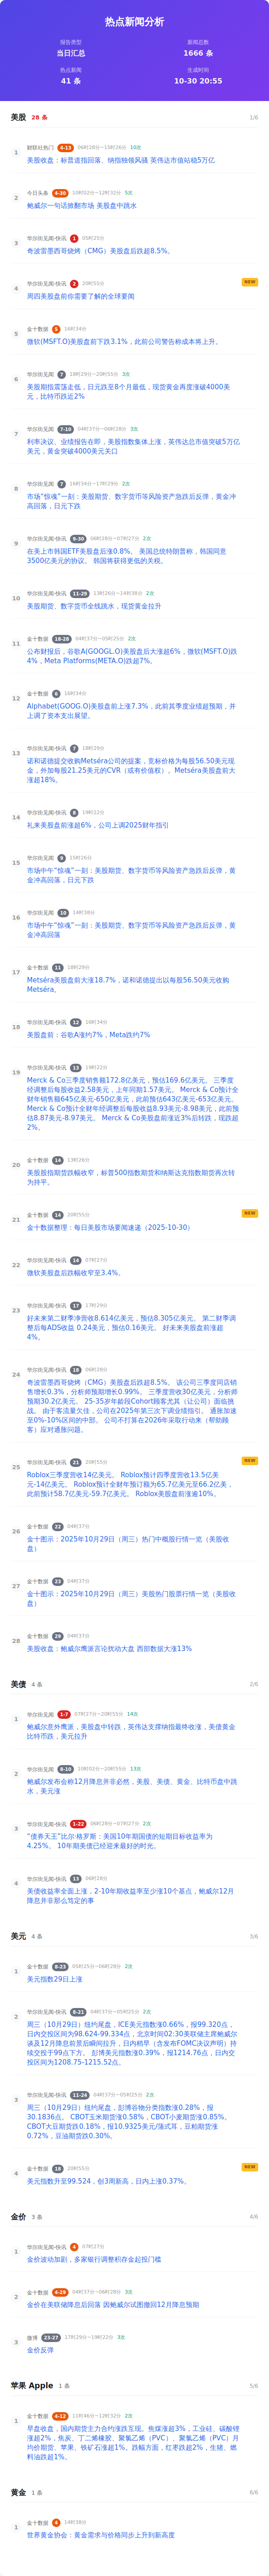 热点新闻分析
报告类型
新闻总数
当日汇总
1666 条
热点新闻
生成时间
41 条
10-30 20:55
美股 28 条
1/6
1
财联社热门 4-13 06时28分~15时26分 10次
美股收盘：标普道指回落、纳指独领风骚 英伟达市值站稳5万亿
2
今日头条 4-30 10时02分~12时32分 5次
鲍威尔一句话掀翻市场 美股盘中跳水
3
华尔街见闻-快讯 1 05时25分
奇波雷墨西哥烧烤（CMG）美股盘后跌超8.5%。
4
华尔街见闻-快讯 2 20时55分
NEW
周四美股盘前你需要了解的全球要闻
5
金十数据 5 16时34分
微软(MSFT.O)美股盘前下跌3.1%，此前公司警告称成本将上升。
6
华尔街见闻 7 18时29分~20时55分 3次
美股期指震荡走低，日元跌至8个月最低，现货黄金再度涨破4000美
元，比特币跌近2%
7
华尔街见闻 7-10 04时37分~06时28分 3次
利率决议、业绩报告在即，美股指数集体上涨，英伟达总市值突破5万亿
美元，黄金突破4000美元关口
8
华尔街见闻 7 16时34分~17时29分 2次
市场“惊魂”一刻：美股期货、数字货币等风险资产急跌后反弹，黄金冲
高回落，日元下跌
9
华尔街见闻-快讯 9-30 06时28分~07时27分 2次
在美上市韩国ETF美股盘后涨0.8%。 美国总统特朗普称，韩国同意
3500亿美元的协议。 韩国将获得更低的关税。
10
华尔街见闻-快讯 11-29 13时26分~14时38分 2次
美股期货、数字货币全线跳水，现货黄金拉升
11
金十数据 18-28 04时37分~05时25分 2次
公布财报后，谷歌A(GOOGL.O)美股盘后大涨超6%，微软(MSFT.O)跌
4%，Meta Platforms(META.O)跌超7%。
12
金十数据 6 16时34分
Alphabet(GOOG.O)美股盘前上涨7.3%，此前其季度业绩超预期，并
上调了资本支出展望。
13
华尔街见闻-快讯 7 18时29分
诺和诺德提交收购Metséra公司的提案，竞标价格为每股56.50美元现
金，外加每股21.25美元的CVR（或有价值权）。Metséra美股盘前大
涨超18%。
14
华尔街见闻-快讯 8 19时22分
礼来美股盘前涨超6%，公司上调2025财年指引
15
华尔街见闻 9 15时26分
市场中午“惊魂”一刻：美股期货、数字货币等风险资产急跌后反弹，黄
金冲高回落，日元下跌
16
华尔街见闻 10 14时38分
市场中午“惊魂”一刻：美股期货、数字货币等风险资产急跌后反弹，黄
金冲高回落
17
金十数据 11 18时29分
Metséra美股盘前大涨18.7%，诺和诺德提出以每股56.50美元收购
Metséra。
18
华尔街见闻-快讯 12 16时34分
美股盘前：谷歌A涨约7%，Meta跌约7%
19
华尔街见闻-快讯 13 19时22分
Merck & Co三季度销售额172.8亿美元，预估169.6亿美元。 三季度
经调整后每股收益2.58美元，上年同期1.57美元。 Merck & Co预计全
财年销售额645亿美元-650亿美元，此前预计643亿美元-653亿美元。
Merck & Co预计全财年经调整后每股收益8.93美元-8.98美元，此前预
估8.87美元-8.97美元。 Merck & Co美股盘前涨近3%后转跌，现跌超
2%。
20
金十数据 14 13时26分
美股股指期货跌幅收窄，标普500指数期货和纳斯达克指数期货再次转
为持平。
21
金十数据 14 20时55分
NEW
金十数据整理：每日美股市场要闻速递（2025-10-30）
22
华尔街见闻-快讯 14 07时27分
微软美股盘后跌幅收窄至3.4%。
23
华尔街见闻-快讯 17 17时29分
好未来第二财季净营收8.614亿美元，预估8.305亿美元。 第二财季调
整后每ADS收益 0.24美元，预估0.16美元。 好未来美股盘前涨超
4%。
24
华尔街见闻-快讯 18 06时28分
奇波雷墨西哥烧烤（CMG）美股盘后跌超8.5%。 该公司三季度同店销
售增长0.3%，分析师预期增长0.99%。 三季度营收30亿美元，分析师
预期30.2亿美元。 25-35岁年龄段Cohort顾客尤其（让公司）面临挑
战。 由于客流量欠佳，公司在2025年第三次下调业绩指引。 通胀加速
至0%-10%区间的中部。 公司不打算在2026年采取行动来（帮助顾
客）应对通胀问题。
25
华尔街见闻-快讯 21 20时55分
NEW
Roblox三季度营收14亿美元。 Roblox预计四季度营收13.5亿美
元-14亿美元。 Roblox预计全财年预订额为65.7亿美元至66.2亿美元，
此前预计58.7亿美元-59.7亿美元。 Roblox美股盘前涨逾10%。
26
金十数据 22 04时37分
金十图示：2025年10月29日（周三）热门中概股行情一览（美股收
盘）
27
金十数据 23 04时37分
金十图示：2025年10月29日（周三）美股热门股票行情一览（美股收
盘）
28
金十数据 29 04时37分
美股收盘：鲍威尔鹰派言论扰动大盘 西部数据大涨13%
美债 4 条
2/6
1
华尔街见闻 1-7 07时27分~20时55分 14次
鲍威尔意外鹰派，美股盘中转跌，英伟达支撑纳指最终收涨，美债黄金
比特币跌，美元拉升
2
华尔街见闻 8-10 10时02分~20时55分 13次
鲍威尔发布会称12月降息并非必然，美股、美债、黄金、比特币盘中跳
水，美元涨
3
华尔街见闻-快讯 1-22 06时28分~07时27分 2次
“债券天王”比尔·格罗斯：美国10年期国债的短期目标收益率为
4.25%。 10年期美债已经迎来最好的时光。
4
华尔街见闻-快讯 13 06时28分
美债收益率全面上涨，2-10年期收益率至少涨10个基点，鲍威尔12月
降息并非那么笃定的事
美元 4 条
3/6
1
金十数据 8-23 05时25分~06时28分 2次
美元指数29日上涨
2
华尔街见闻-快讯 8-21 04时37分~05时25分 2次
周三（10月29日）纽约尾盘，ICE美元指数涨0.66%，报99.320点，
日内交投区间为98.624-99.334点，北京时间02:30美联储主席鲍威尔
谈及12月降息前景后瞬间拉升，日内稍早（含发布FOMC决议声明）持
续交投于99点下方。 彭博美元指数涨0.39%，报1214.76点，日内交
投区间为1208.75-1215.52点。
3
华尔街见闻-快讯 11-24 04时37分~05时25分 2次
周三（10月29日）纽约尾盘，彭博谷物分类指数涨0.28%，报
30.1836点。 CBOT玉米期货涨0.58%，CBOT小麦期货涨0.85%。
CBOT大豆期货涨0.18%，报10.9325美元/蒲式耳，豆粕期货涨
0.72%，豆油期货跌0.30%。
4
金十数据 18 20时55分
NEW
美元指数升至99.524，创3周新高，日内上涨0.37%。
金价 3 条
4/6
1
华尔街见闻-快讯 4 07时27分
金价波动加剧，多家银行调整积存金起投门槛
2
金十数据 4-29 04时37分~06时28分 3次
金价在美联储降息后回落 因鲍威尔试图撤回12月降息预期
3
微博 23-27 17时29分~19时22分 3次
金价反弹
苹果 Apple 1 条
5/6
1
金十数据 4-12 11时46分~12时32分 2次
早盘收盘，国内期货主力合约涨跌互现。焦煤涨超3%，工业硅、碳酸锂
涨超2%，焦炭、丁二烯橡胶、聚氯乙烯（PVC）、聚氯乙烯（PVC）月
均价期货、苹果、铁矿石涨超1%。跌幅方面，红枣跌超2%，生猪、燃
料油跌超1%。
黄金 1 条
6/6
1
金十数据 4 14时38分
世界黄金协会：黄金需求与价格同步上升到新高度